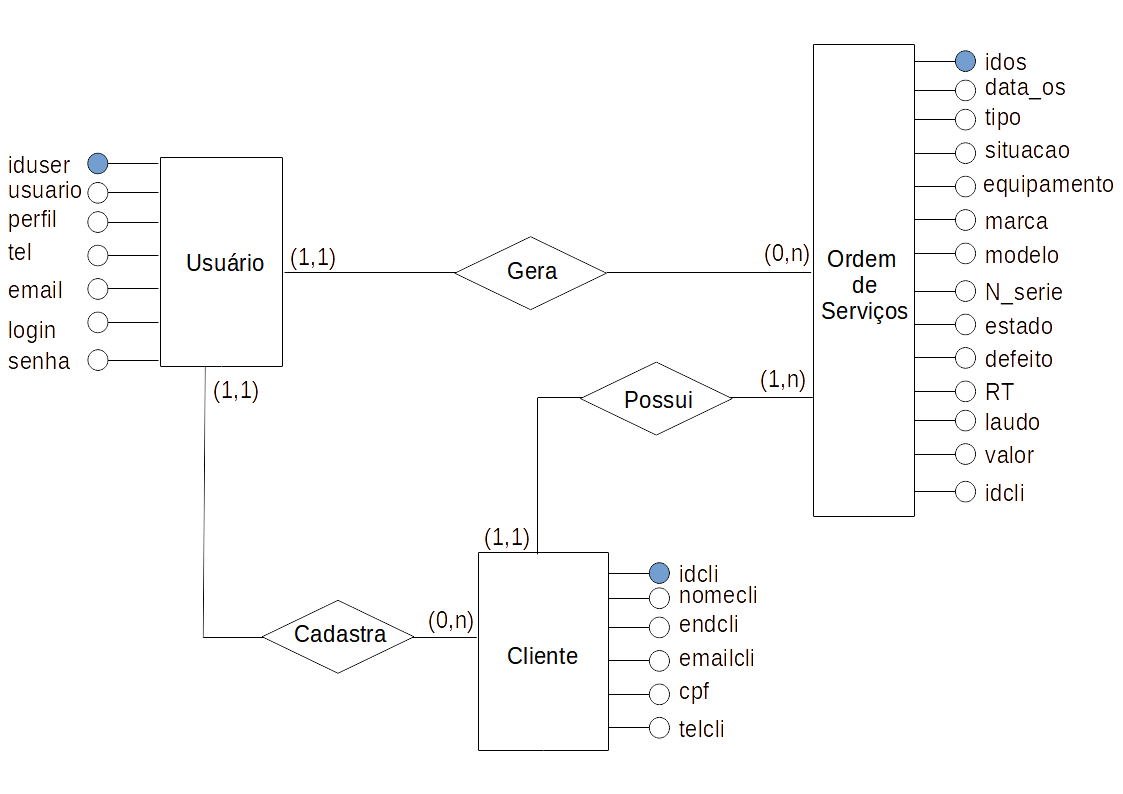 iduser
usuario
perfil
tel
email
login
senha
Usuário
(1,1)
Gera
(0,n)
Ordem
de
Serviços
idos
data_os
tipo
situacao
equipamento
marca
modelo
N_serie
estado
defeito
RT
laudo
valor
idcli
(1,1)
Possui
(1,n)
(1,1)
Cadastra
(0,n)
Cliente
idcli
nomecli
endcli
emailcli
cpf
telcli